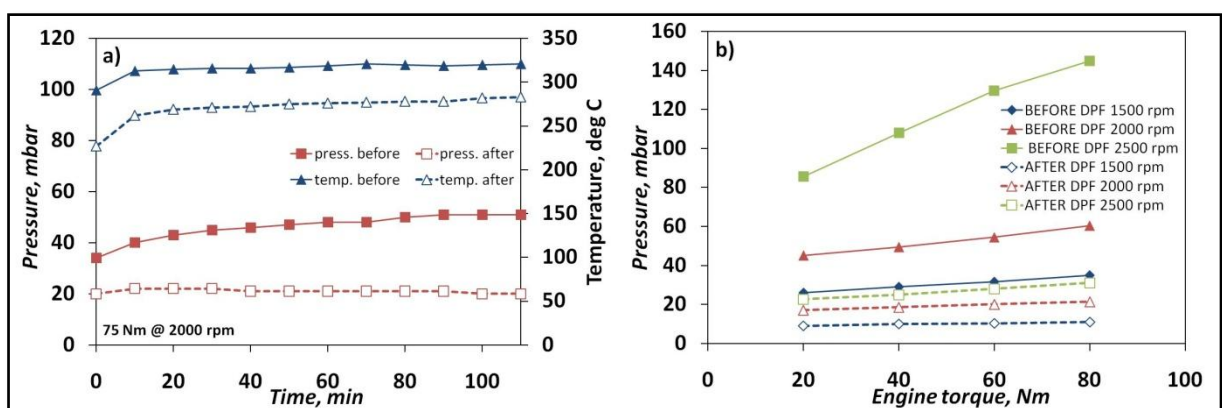 a)
Pressure, mbar
120
100
80
60
40
20
0
350
300
250
200
150
100
50
0
Temperature, deg C
press. before
press. after
temp. before
temp. after
75 Nm @ 2000 rpm
0 20 40 60 80 100
Time, min
b)
Pressure, mbar
160
140
120
100
80
60
40
20
0
BEFORE DPF 1500 rpm
BEFORE DPF 2000 rpm
BEFORE DPF 2500 rpm
AFTER DPF 1500 rpm
AFTER DPF 2000 rpm
AFTER DPF 2500 rpm
0 20 40 60 80 100
Engine torque, Nm